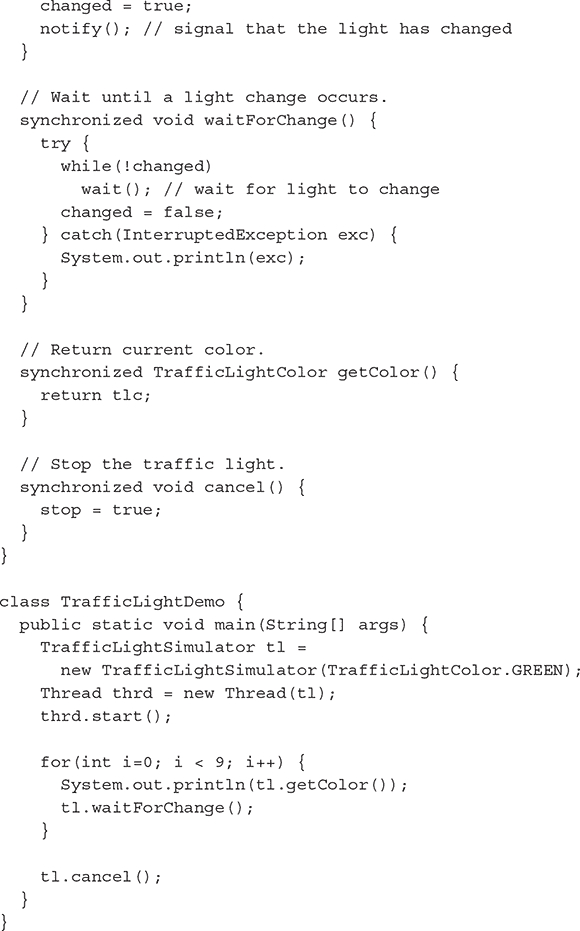 changed = true;
    notify(); // signal that the light has changed
  }

  // Wait until a light change occurs.
  synchronized void waitForChange() {
    try {
      while(!changed)
        wait(); // wait for light to change
      changed = false;
    } catch(InterruptedException exc) {
      System.out.println(exc);
    }
  }

  // Return current color.
  synchronized TrafficLightColor getColor() {
    return tlc;
  }

  // Stop the traffic light.
  synchronized void cancel() {
    stop = true;
  }
}

class TrafficLightDemo {
  public static void main(String[] args) {
    TrafficLightSimulator tl =
      new TrafficLightSimulator(TrafficLightColor.GREEN);
    Thread thrd = new Thread(tl);
    thrd.start();

    for(int i=0; i < 9; i++) {
      System.out.println(tl.getColor());
      tl.waitForChange();
    }

    tl.cancel();
  }
}